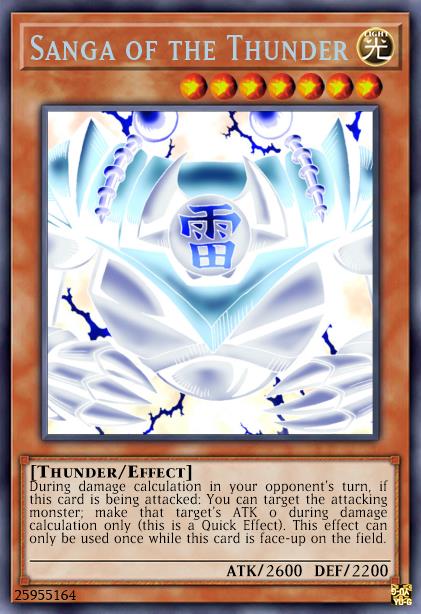 Sanga of the Thunder
LIGHT
光
雷
[Thunder/Effect]
During damage calculation in your opponent's turn, if
this card is being attacked: You can target the attacking
monster; make that target's ATK 0 during damage
calculation only (this is a Quick Effect). This effect can
only be used once while this card is face-up on the field.
ATK/2600 DEF/2200
25955164